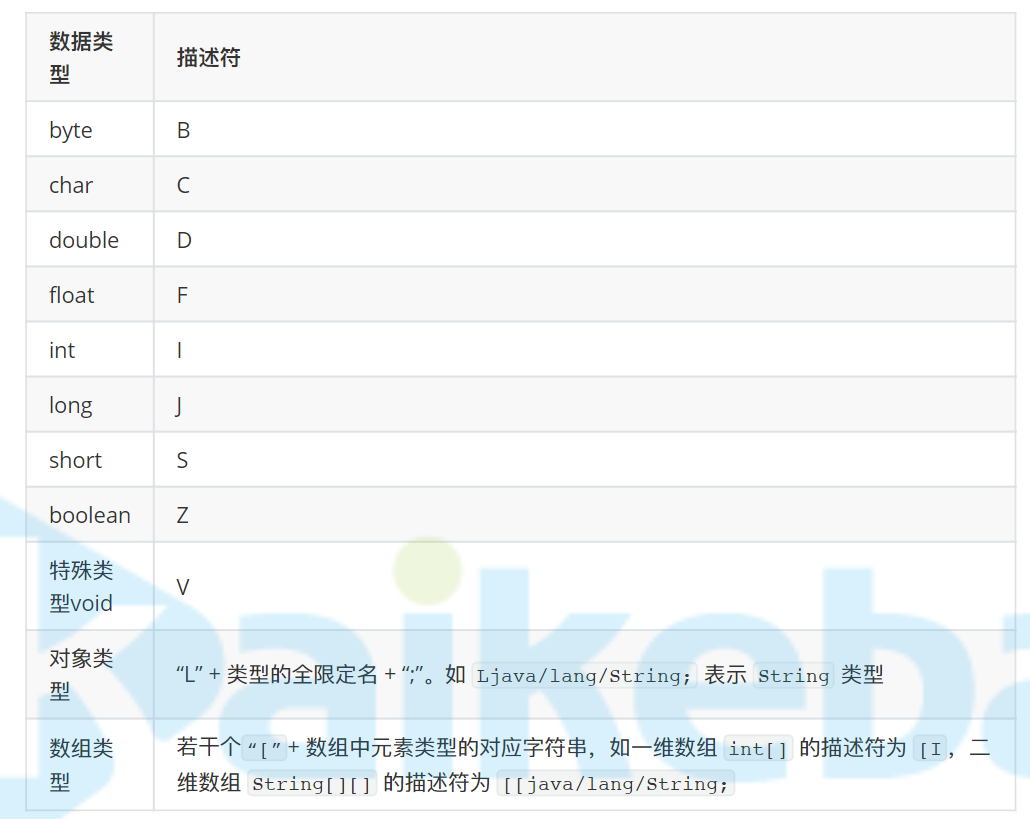 数据类
型
描述符
byte
B
char
C
double
D
float
F
int
I
long
J
short
S
boolean
Z
特殊类
型void
V
对象类
型
“L” + 类型的全限定名 + “;”。如 Ljava/lang/String; 表示 String 类型
数组类
型
若干个 “[” + 数组中元素类型的对应字符串，如一维数组 int[] 的描述符为 [I ，二
维数组 String[][] 的描述符为 [[java/lang/String;
aikeba